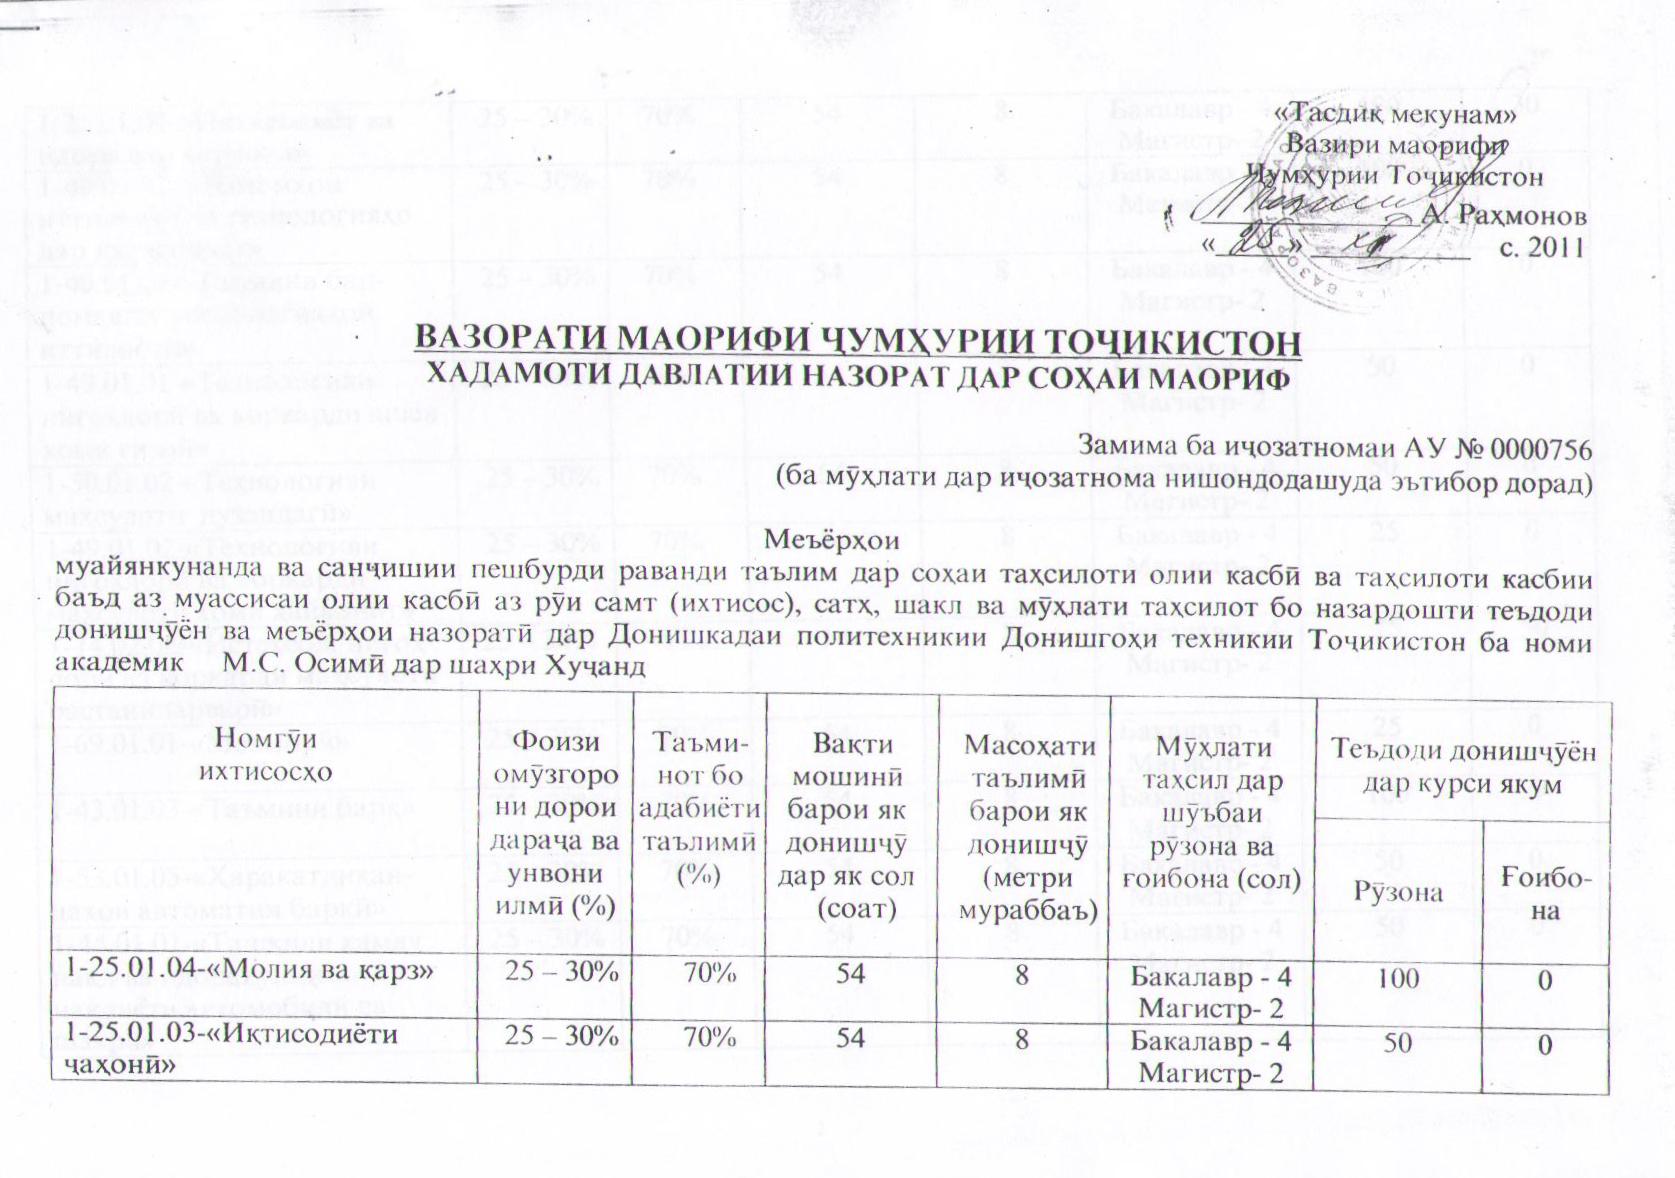 «Тасдиқ мекунам»
Вазири маорифи
Ҷумҳурии Тоҷикистон
А. Раҳмонов
« 25 » с. 2011
ВАЗОРАТИ МАОРИФИ ҶУМҲУРИИ ТОҶИКИСТОН
ХАДАМОТИ ДАВЛАТИИ НАЗОРАТ ДАР СОҲАИ МАОРИФ
Замима ба иҷозатномаи АУ № 0000756
(ба мӯҳлати дар иҷозатнома нишондодашуда эътибор дорад)
Меъёрҳои
муайянкунанда ва санҷишии пешбурди раванди таълим дар соҳаи таҳсилоти олии касбӣ ва таҳсилоти касбии
баъд аз муассисаи олии касбӣ аз рӯи самт (ихтисос), сатҳ, шакл ва мӯҳлати таҳсилот бо назардошти теъдоди
донишҷӯён ва меъёрҳои назоратӣ дар Донишкадаи политехникии Донишгоҳи техникии Тоҷикистон ба номи
академик М.С. Осимӣ дар шаҳри Хуҷанд
Номгӯи
ихтисосҳо
Фоизи
омӯзгоро
ни дорои
дараҷа ва
унвони
илмӣ (%)
Таъми-
нот бо
адабиёти
таълимӣ
(%)
Вақти
мошинӣ
барои як
донишҷӯ
дар як сол
(соат)
Масоҳати
таълимӣ
барои як
донишҷӯ
(метри
мураббаъ)
Мӯҳлати
таҳсил дар
шӯъбаи
рӯзона ва
ғоибона (сол)
Теъдоди донишҷӯён
дар курси якум
Рӯзона
Ғоибо-
на
1-25.01.04-«Молия ва қарз» 25 – 30% 70% 54 8 Бакалавр - 4 100 0
Магистр- 2
1-25.01.03-«Иқтисодиёти 25 – 30% 70% 54 8 Бакалавр - 4 50 0
ҷаҳонӣ» Магистр- 2